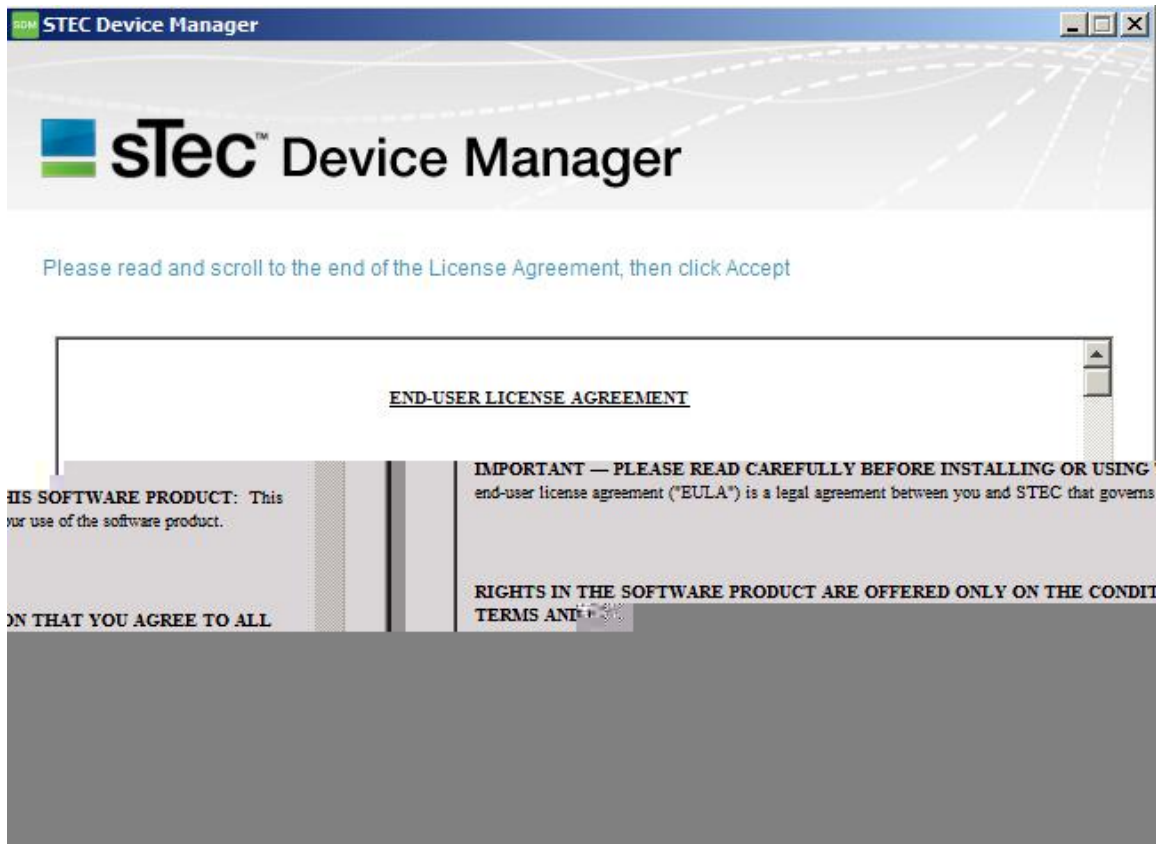 SDM STEC Device Manager
sTec™ Device Manager
Please read and scroll to the end of the License Agreement, then click Accept
END-USER LICENSE AGREEMENT
IMPORTANT — PLEASE READ CAREFULLY BEFORE INSTALLING OR USING
HIS SOFTWARE PRODUCT: This
end-user license agreement ("EULA") is a legal agreement between you and STEC that governs
our use of the software product.
RIGHTS IN THE SOFTWARE PRODUCT ARE OFFERED ONLY ON THE CONDIT
ON THAT YOU AGREE TO ALL
TERMS AND